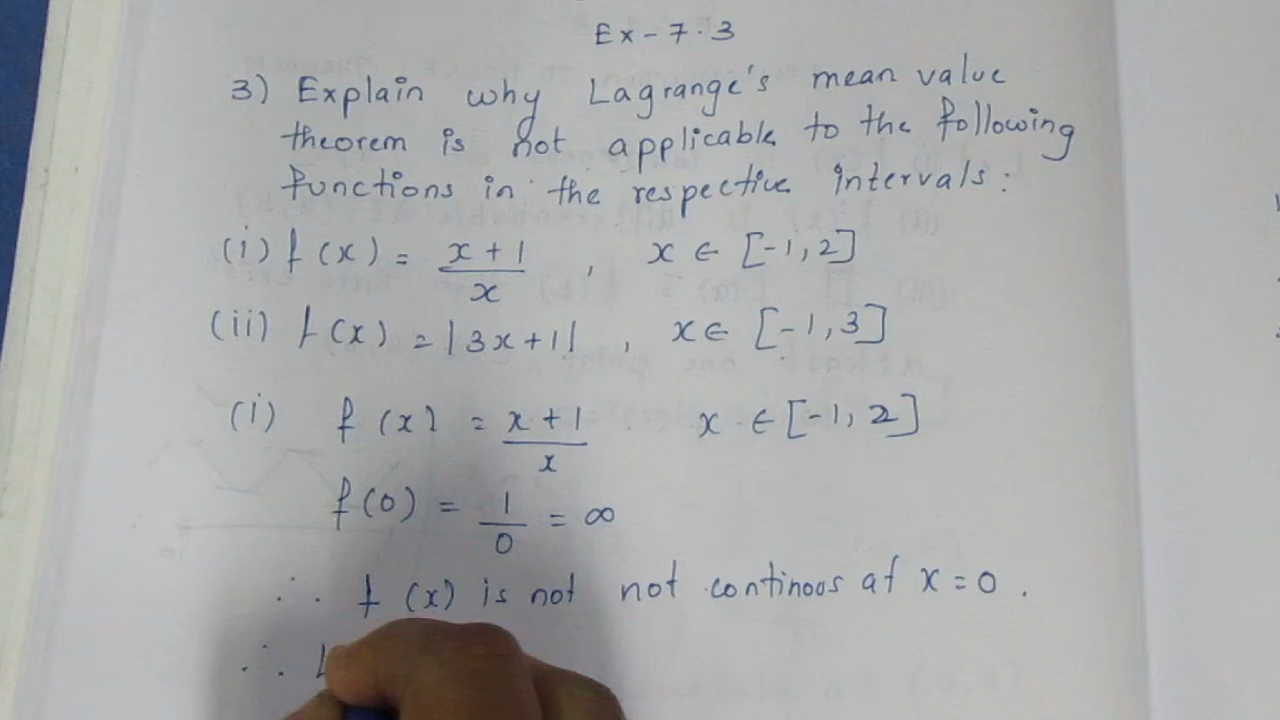 Ex-7.3
3) Explain why Lagrange's mean value
theorem is not applicable to the following
functions in the respective intervals:
(i) f(x) = x+1/x , x ∈ [-1, 2]
(ii) f(x) = |3x+1| , x ∈ [-1, 3]
(i) f(x) = x+1/x x ∈ [-1, 2]
f(0) = 1/0 = ∞
∴ f(x) is not not continoos at x = 0 .
∴ L